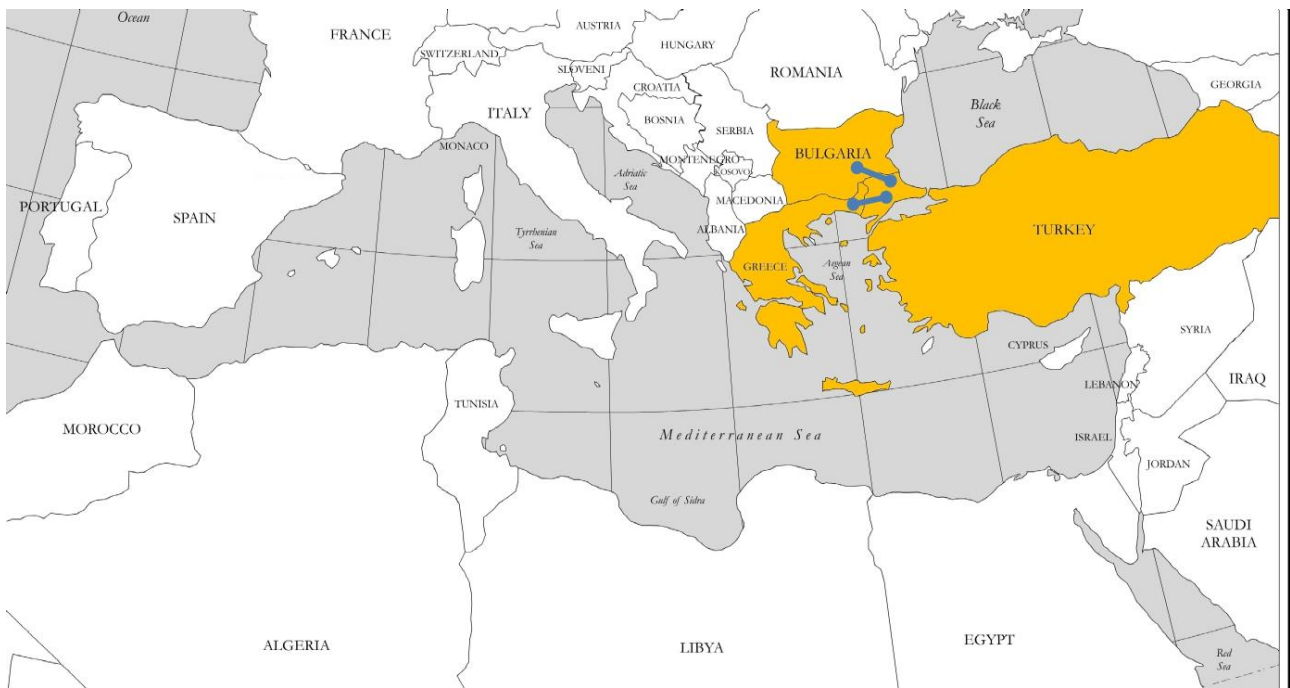 Ocean
FRANCE
AUSTRIA
SWITZERLAND
HUNGARY
SLOVENI
ROMANIA
CROATIA
GEORGIA
ITALY
Black
Sea
BOSNIA
SERBIA
MONACO
BULGARIA
MONTENEGRO
KOSOVO
Adriatic
Sea
MACEDONIA
PORTUGAL
SPAIN
ALBANIA
TURKEY
Tyrrhenian
Sea
GREECE
Aegean
Sea
SYRIA
CYPRUS
IRAQ
LEBANON
TUNISIA
MOROCCO
Mediterranean Sea
ISRAEL
JORDAN
Gulf of Sidra
SAUDI
ARABIA
ALGERIA
LIBYA
EGYPT
Red
Sea